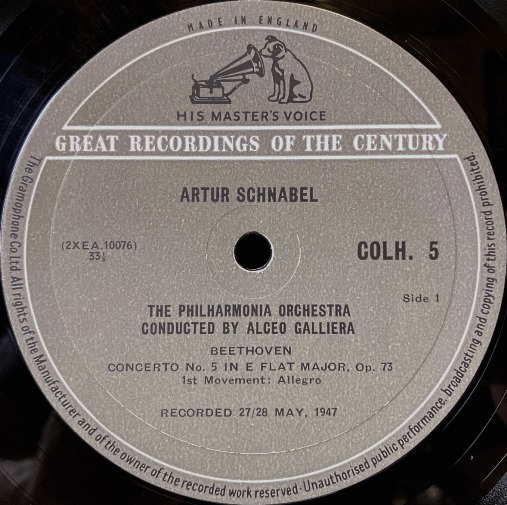 MADE IN ENGLAND
HIS MASTER'S VOICE
GREAT RECORDINGS OF THE CENTURY
ARTUR SCHNABEL
(2XEA.10076)
33⅓
COLH. 5
Side 1
THE PHILHARMONIA ORCHESTRA
CONDUCTED BY ALCEO GALLIERA
BEETHOVEN
CONCERTO No. 5 IN E FLAT MAJOR, Op. 73
1st Movement: Allegro
RECORDED 27/28 MAY, 1947
The Gramophone Co. Ltd All rights of the Manufacturer and of the owner of the recorded work reserved · Unauthorised public performance, broadcasting and copying of this record prohibited.